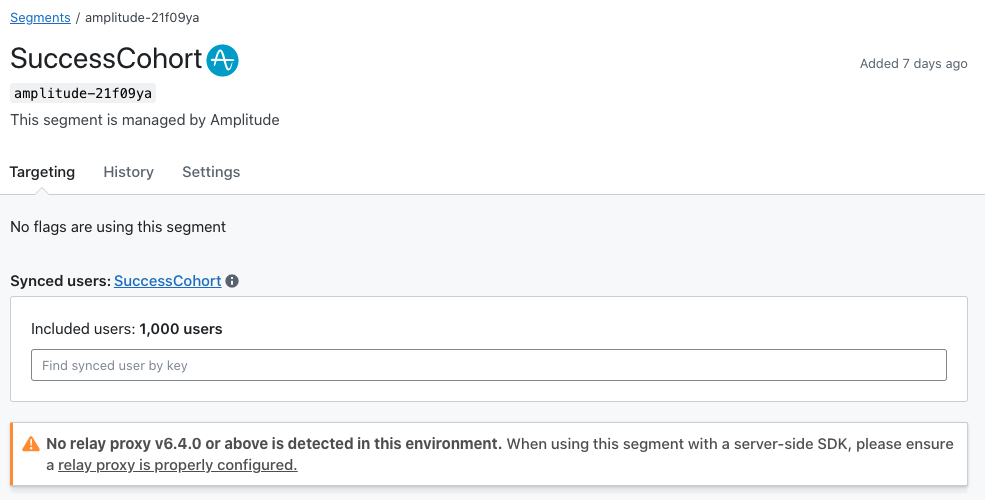 Segments / amplitude-21f09ya
SuccessCohort
Added 7 days ago
amplitude-21f09ya
This segment is managed by Amplitude
Targeting History Settings
No flags are using this segment
Synced users: SuccessCohort
Included users: 1,000 users
Find synced user by key
No relay proxy v6.4.0 or above is detected in this environment. When using this segment with a server-side SDK, please ensure
a relay proxy is properly configured.